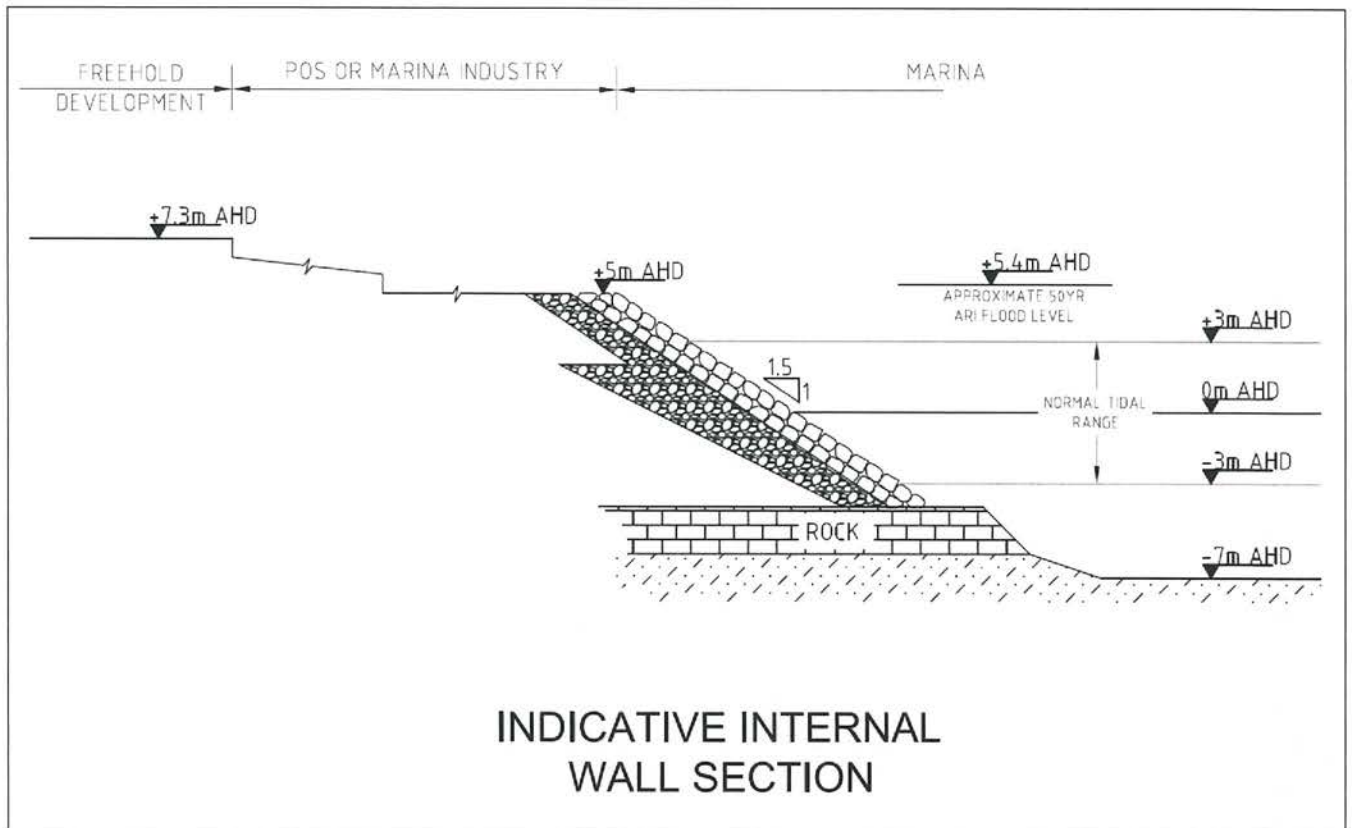 FREEHOLD
DEVELOPMENT
POS OR MARINA INDUSTRY
MARINA
+7.3m AHD
+5m AHD
+5.4m AHD
APPROXIMATE 50YR
ARI FLOOD LEVEL
+3m AHD
1.5
1
0m AHD
NORMAL TIDAL
RANGE
-3m AHD
ROCK
-7m AHD
INDICATIVE INTERNAL
WALL SECTION